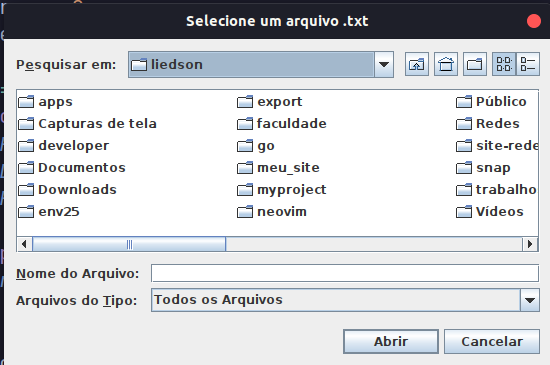 Selecione um arquivo .txt
Pesquisar em: liedson
apps export Público
Capturas de tela faculdade Redes
developer go site-rede
Documentos meu_site snap
Downloads myproject trabalho
env25 neovim Vídeos
Nome do Arquivo:
Arquivos do Tipo: Todos os Arquivos
Abrir Cancelar